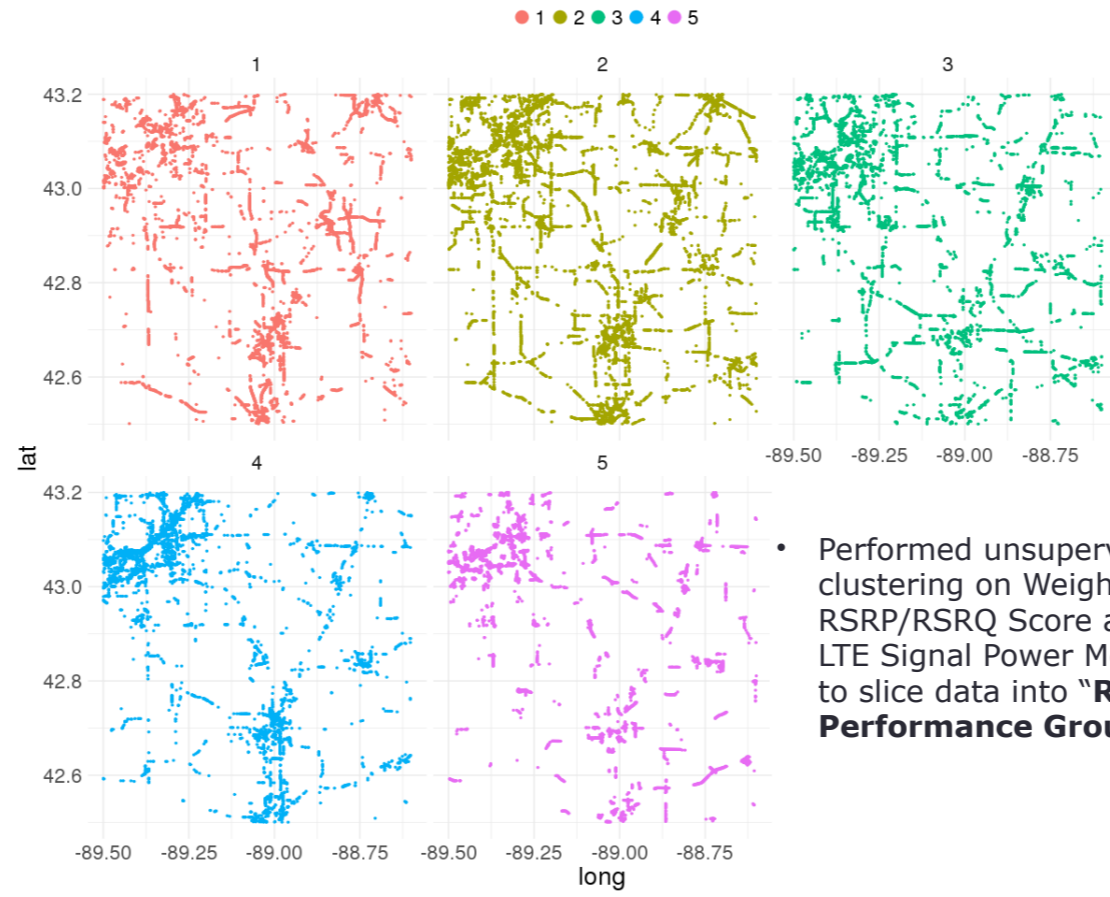 1 2 3 4 5
1 2 3
43.2
43.0
42.8
42.6
-89.50 -89.25 -89.00 -88.75
lat
4 5
43.2
43.0
42.8
42.6
-89.50 -89.25 -89.00 -88.75 -89.50 -89.25 -89.00 -88.75
long
• Performed
clustering on
RSRP/RSRQ Score
LTE Signal Power
to slice data into “
Performance